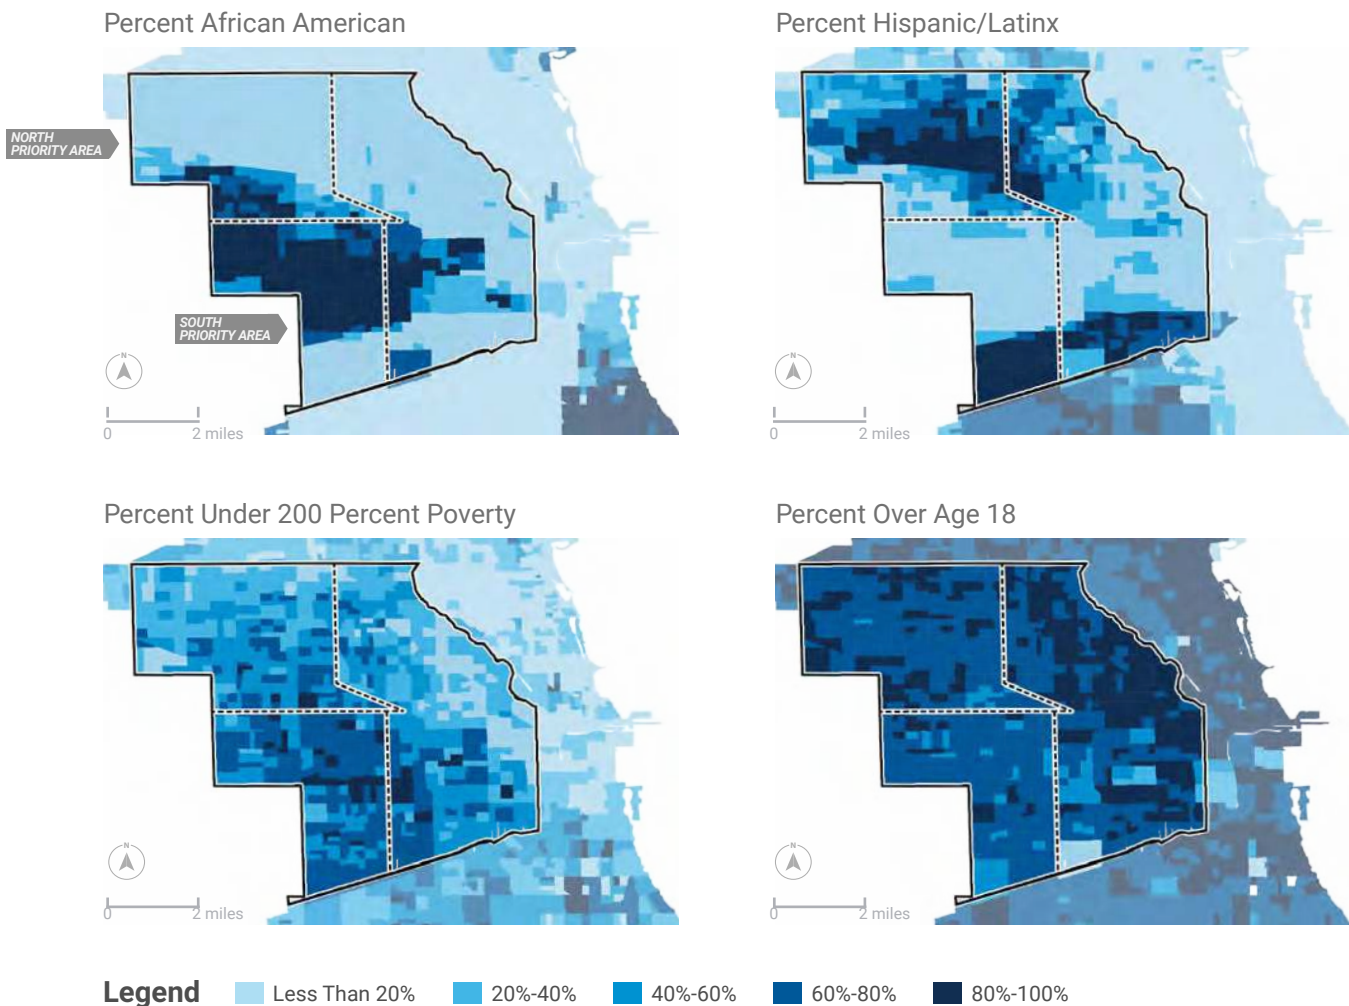 Percent African American
Percent Hispanic/Latinx
NORTH
PRIORITY AREA
SOUTH
PRIORITY AREA
N
N
0 2 miles
0 2 miles
Percent Under 200 Percent Poverty
Percent Over Age 18
N
N
0 2 miles
0 2 miles
Legend Less Than 20% 20%-40% 40%-60% 60%-80% 80%-100%